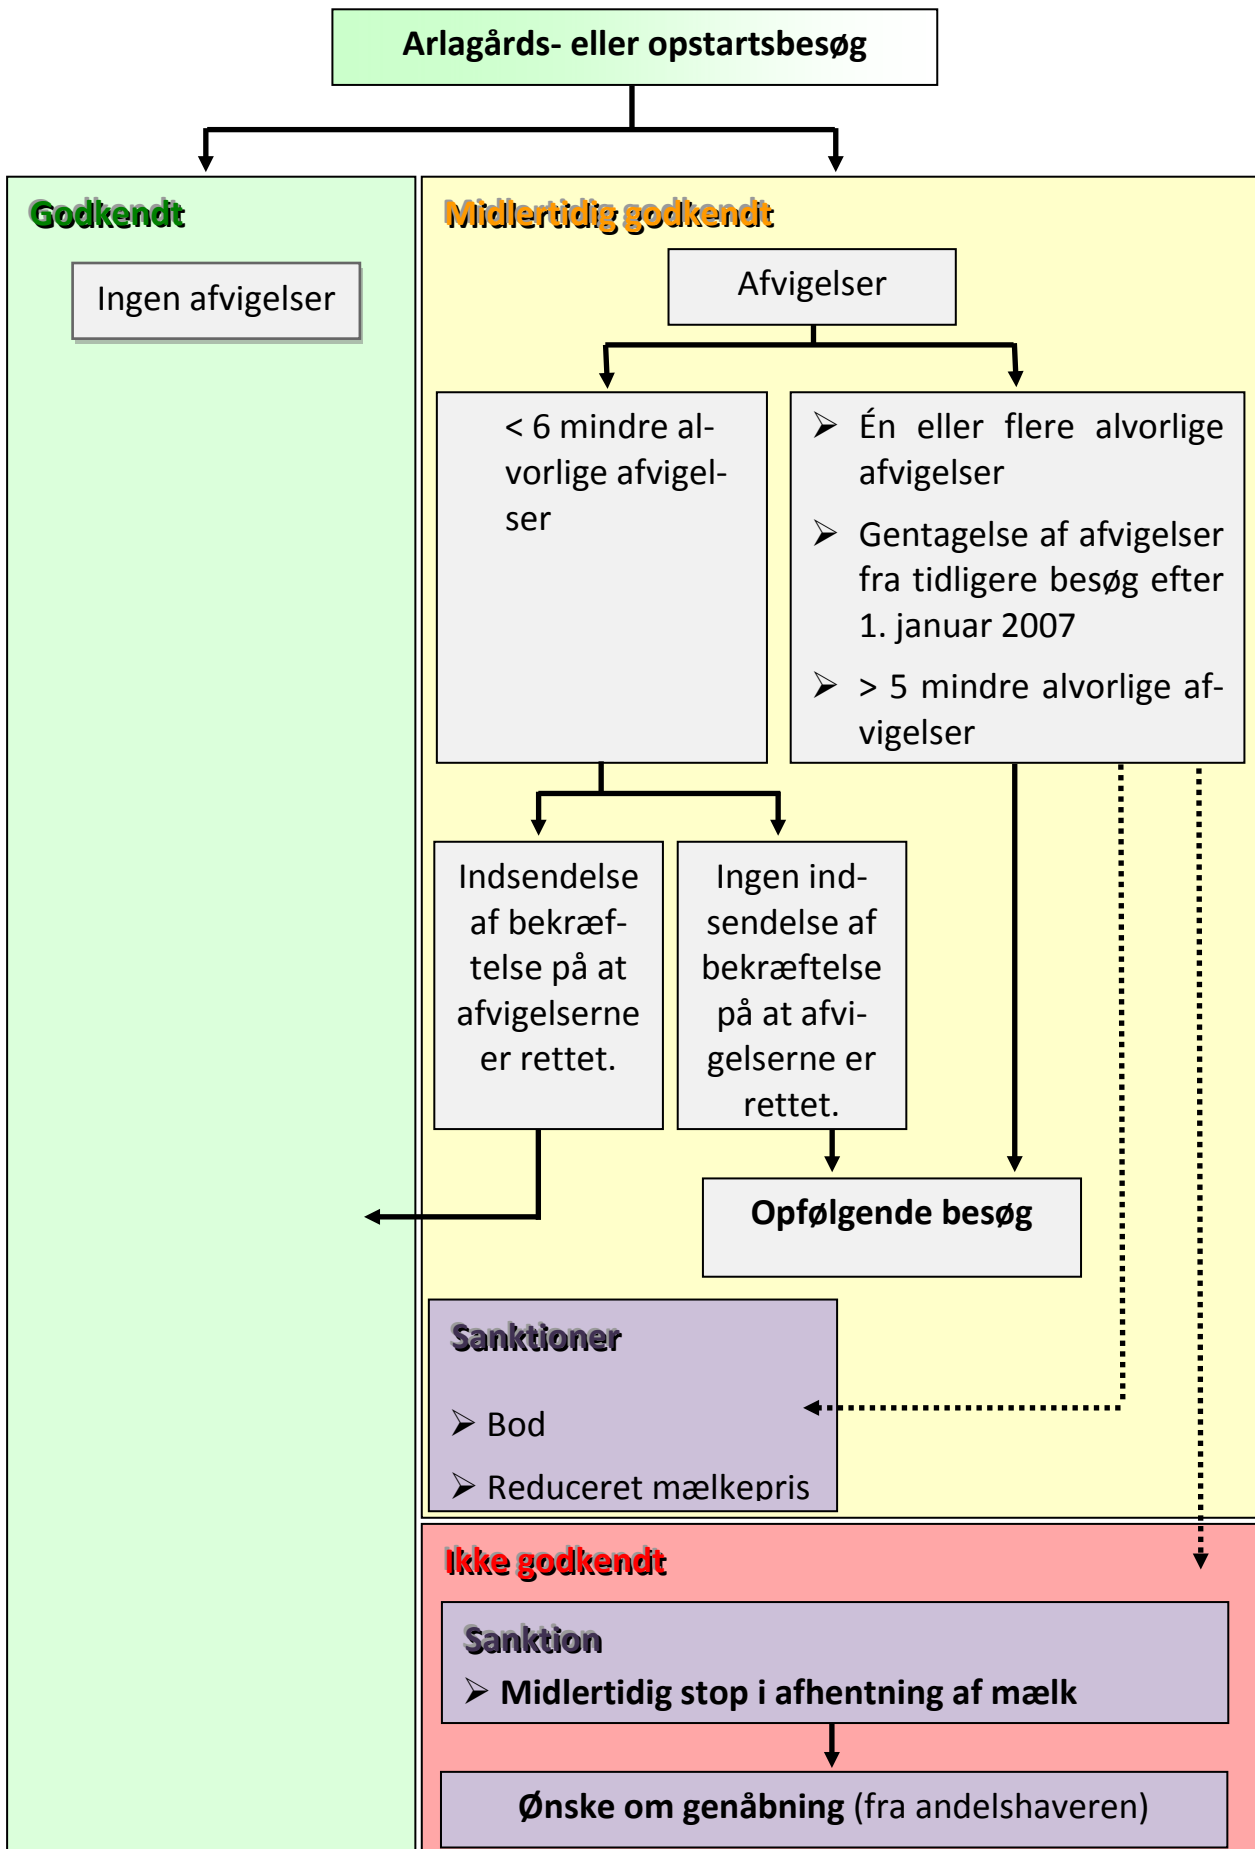 Arlagårds- eller opstartsbesøg
Godkendt
Ingen afvigelser
Midlertidig godkendt
Afvigelser
< 6 mindre al-
vorlige afvigel-
ser
➢ Én eller flere alvorlige
afvigelser
➢ Gentagelse af afvigelser
fra tidligere besøg efter
1. januar 2007
➢ > 5 mindre alvorlige af-
vigelser
Indsendelse
af bekræf-
telse på at
afvigelserne
er rettet.
Ingen ind-
sendelse af
bekræftelse
på at afvi-
gelserne er
rettet.
Opfølgende besøg
Sanktioner
➢ Bod
➢ Reduceret mælkepris
Ikke godkendt
Sanktion
➢ Midlertidig stop i afhentning af mælk
Ønske om genåbning (fra andelshaveren)